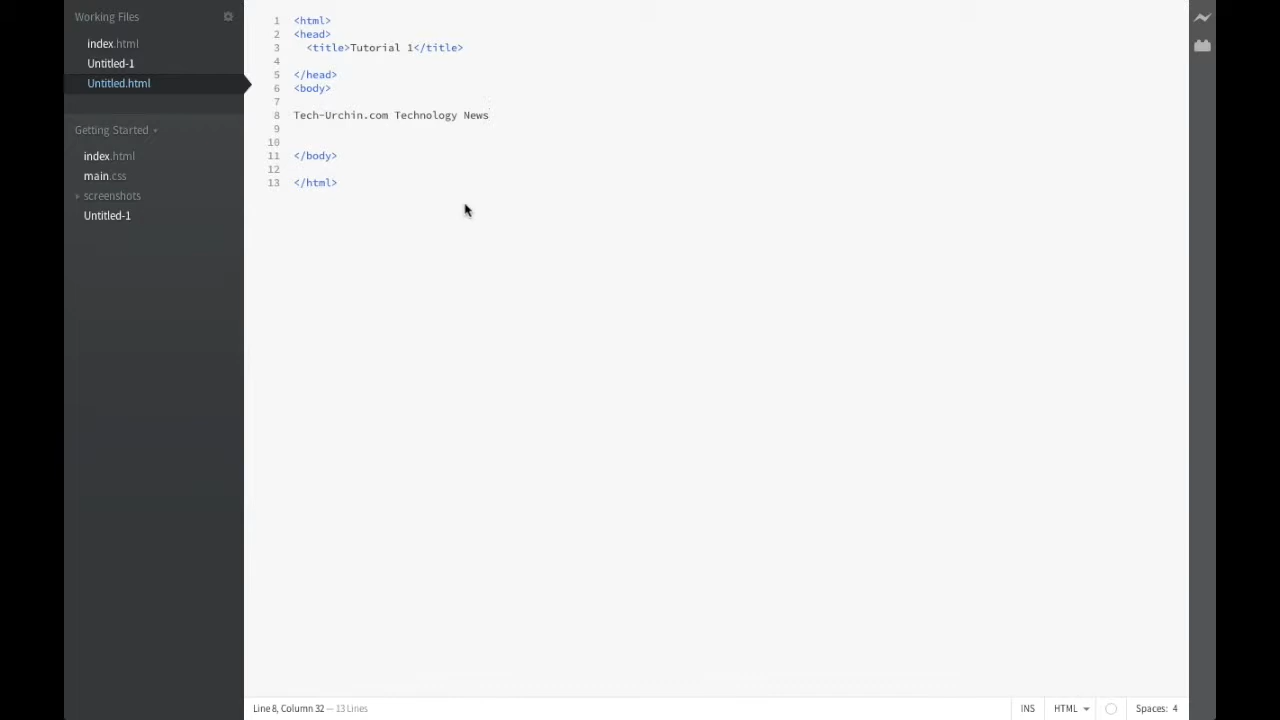 Working Files
index.html
Untitled-1
Untitled.html
Getting Started
index.html
main.css
screenshots
Untitled-1
1 <html>
2 <head>
3 <title>Tutorial 1</title>
4
5 </head>
6 <body>
7
8 Tech-Urchin.com Technology News
9
10
11 </body>
12
13 </html>
Line 8, Column 32 — 13 Lines
INS
HTML
Spaces: 4